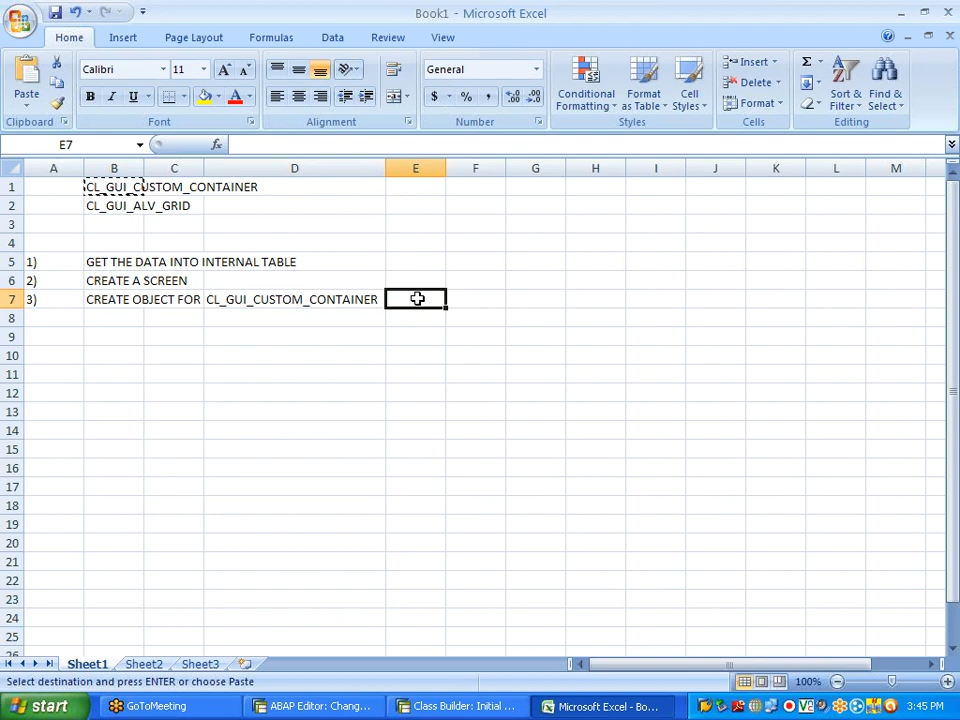 Book1 - Microsoft Excel
Home Insert Page Layout Formulas Data Review View
Paste
Calibri 11
General
Conditional Formatting
Format as Table
Cell Styles
Insert
Delete
Format
Sort & Filter
Find & Select
Clipboard Font Alignment Number Styles Cells Editing
E7 fx
A B C D E F G H I J K L M
1 CL_GUI_CUSTOM_CONTAINER
2 CL_GUI_ALV_GRID
3
4
5 1) GET THE DATA INTO INTERNAL TABLE
6 2) CREATE A SCREEN
7 3) CREATE OBJECT FOR CL_GUI_CUSTOM_CONTAINER
8
9
10
11
12
13
14
15
16
17
18
19
20
21
22
23
24
25
26
Sheet1 Sheet2 Sheet3
Select destination and press ENTER or choose Paste 100%
start GoToMeeting ABAP Editor: Chang... Class Builder: Initial ... Microsoft Excel - Bo... 3:45 PM